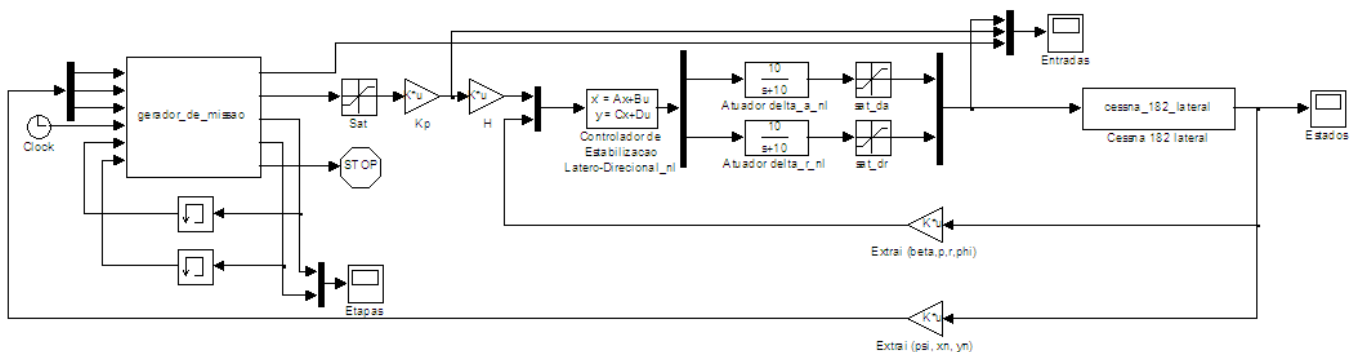 gerador_de_missao
Clock
STOP
Sat
K*u
Kp
K*u
H
x' = Ax+Bu
y = Cx+Du
Controlador de
Estabilizacao
Latero-Direcional_nl
10
s+10
Atuador delta_a_nl
sat_da
10
s+10
Atuador delta_r_nl
sat_dr
Entradas
cessna_182_lateral
Cessna 182 lateral
Estados
K*u
Extrai (beta,p,r,phi)
Etapas
K*u
Extrai (psi, xn, yn)